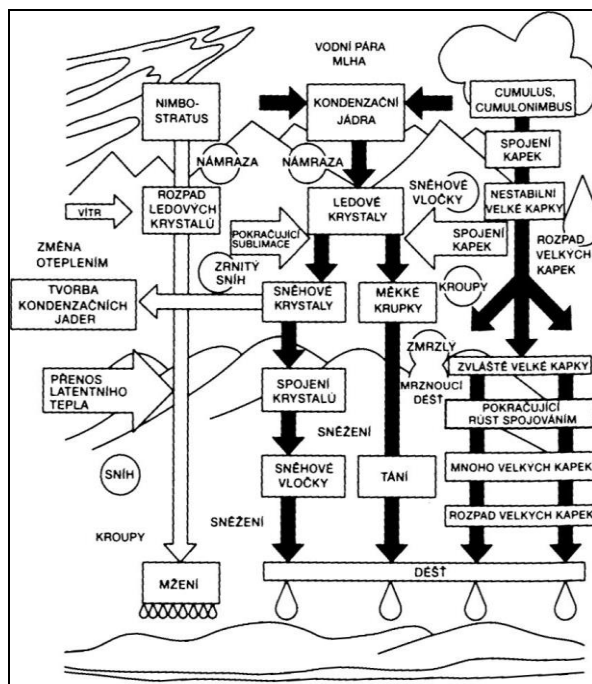 VODNÍ PÁRA
MLHA
NIMBO-
STRATUS
KONDENZAČNÍ
JÁDRA
CUMULUS,
CUMULONIMBUS
SPOJENÍ
KAPEK
NÁMRAZA
NÁMRAZA
SNĚHOVÉ
VLOČKY
NESTABILNÍ
VELKÉ KAPKY
VÍTR
ROZPAD
LEDOVÝCH
KRYSTALŮ
LEDOVÉ
KRYSTALY
POKRAČUJÍCÍ
SUBLIMACE
SPOJENÍ
KAPEK
ROZPAD
VELKÝCH
KAPEK
ZMĚNA
OTEPLENÍM
ZRNITÝ
SNÍH
TVORBA
KONDENZAČNÍCH
JADER
SNĚHOVÉ
KRYSTALY
MĚKKÉ
KRUPKY
KROUPY
ZMRZLÝ
MRZNOUCÍ
DÉŠŤ
ZVLÁŠTĚ VELKÉ KAPKY
PŘENOS
LATENTNÍHO
TEPLA
SPOJENÍ
KRYSTALŮ
POKRAČUJÍCÍ
RŮST SPOJOVÁNÍM
SNĚŽENÍ
SNÍH
SNĚHOVÉ
VLOČKY
TÁNÍ
MNOHO VELKÝCH KAPEK
ROZPAD VELKÝCH KAPEK
SNĚŽENÍ
KROUPY
MŽENÍ
DÉŠŤ